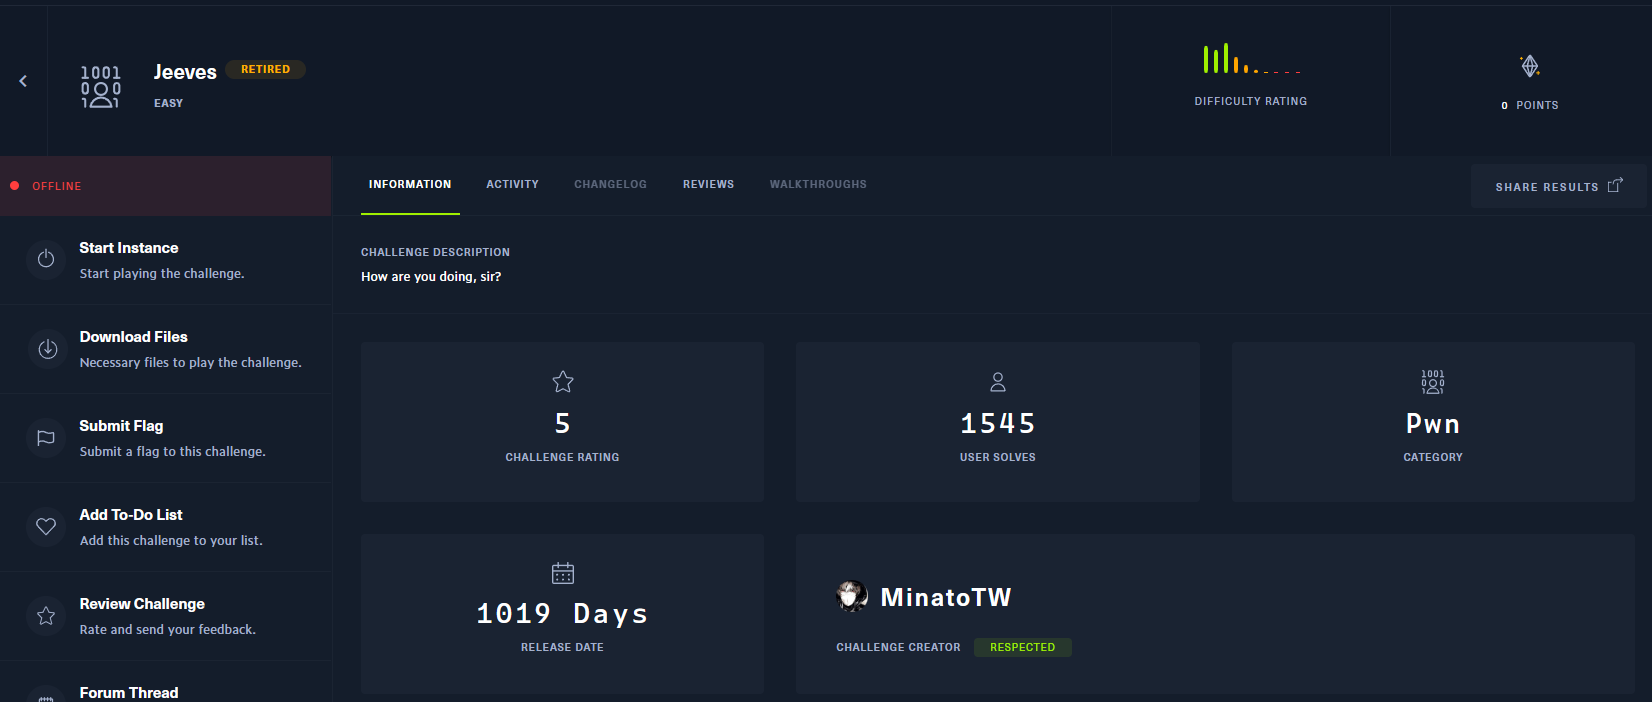 Jeeves
RETIRED
EASY
DIFFICULTY RATING
0 POINTS
OFFLINE
Start Instance
Start playing the challenge.
Download Files
Necessary files to play the challenge.
Submit Flag
Submit a flag to this challenge.
Add To-Do List
Add this challenge to your list.
Review Challenge
Rate and send your feedback.
Forum Thread
INFORMATION
ACTIVITY
CHANGELOG
REVIEWS
WALKTHROUGHS
SHARE RESULTS
CHALLENGE DESCRIPTION
How are you doing, sir?
5
CHALLENGE RATING
1545
USER SOLVES
Pwn
CATEGORY
1019 Days
RELEASE DATE
MinatoTW
CHALLENGE CREATOR
RESPECTED